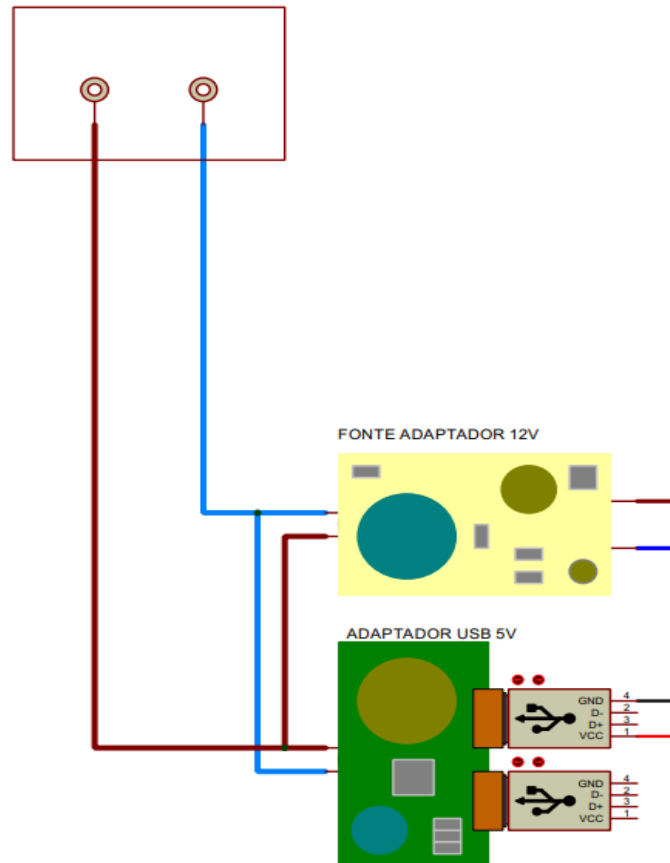 FONTE ADAPTADOR 12V
ADAPTADOR USB 5V
GND 4
D- 2
D+ 3
VCC 1
GND 4
D- 2
D+ 3
VCC 1